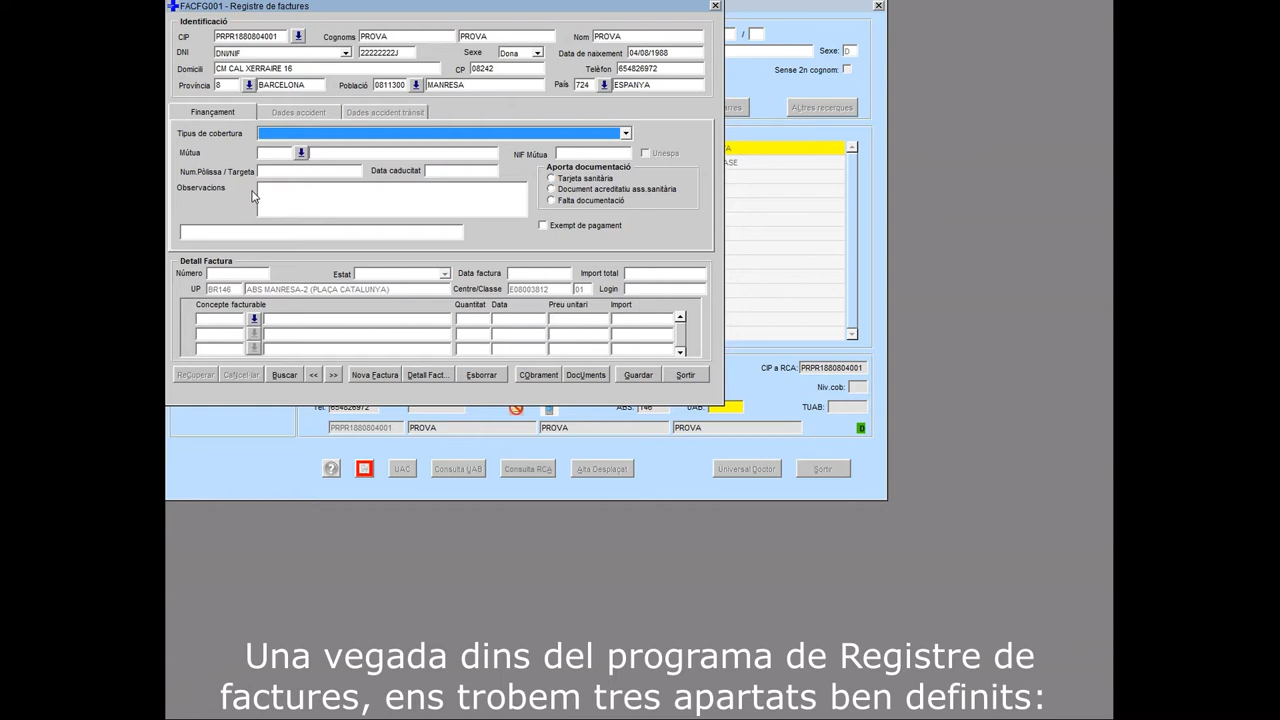 FACFG001 - Registre de factures
Identificació
CIP PRPR1880804001 Cognoms PROVA PROVA Nom PROVA
DNI DNI/NIF 22222222J Sexe Dona Data de naixement 04/08/1988
Domicili CM CAL XERRAIRE 16 CP 08242 Telèfon 654826972
Província 8 BARCELONA Població 0811300 MANRESA País 724 ESPANYA
Finançament Dades accident Dades accident trànsit
Tipus de cobertura
Mútua NIF Mútua Unespa
Num.Pòlissa / Targeta Data caducitat
Observacions
Aporta documentació
Tarjeta sanitària
Document acreditatiu ass.sanitària
Falta documentació
Exempt de pagament
Detall Factura
Número Estat Data factura Import total
UP BR146 ABS MANRESA-2 (PLAÇA CATALUNYA) Centre/Classe E08003812 01 Login
Concepte facturable Quantitat Data Preu unitari Import
ReCuperar CaNcel·lar Buscar << >> Nova Factura Detall Fact... Esborrar CObrament DocUments Guardar Sortir
/
Sexe: D
Sense 2n cognom:
Altres recerques
CIP a RCA: PRPR1880804001
Niv.cob:
Tel: 654826972 ABS: 146 UAB: TUAB:
PRPR1880804001 PROVA PROVA PROVA D
? UAC Consulta UAB Consulta RCA Alta Desplaçat Universal Doctor Sortir
Una vegada dins del programa de Registre de
factures, ens trobem tres apartats ben definits: